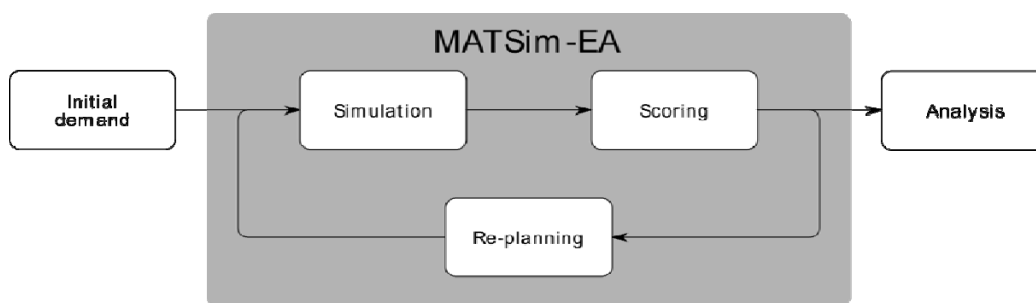 MATSim-EA
Initial
demand
Simulation
Scoring
Analysis
Re-planning